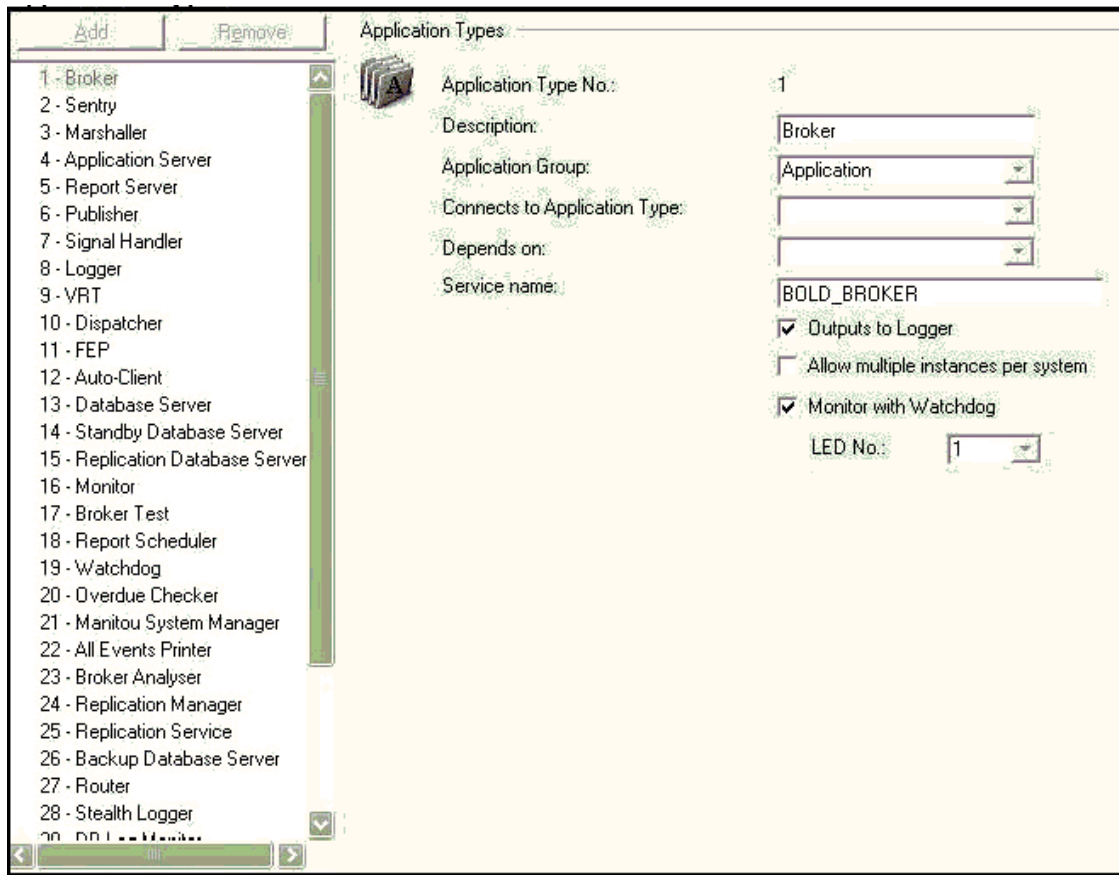 Add
Remove
1 - Broker
2 - Sentry
3 - Marshaller
4 - Application Server
5 - Report Server
6 - Publisher
7 - Signal Handler
8 - Logger
9 - VRT
10 - Dispatcher
11 - FEP
12 - Auto-Client
13 - Database Server
14 - Standby Database Server
15 - Replication Database Server
16 - Monitor
17 - Broker Test
18 - Report Scheduler
19 - Watchdog
20 - Overdue Checker
21 - Manitou System Manager
22 - All Events Printer
23 - Broker Analyser
24 - Replication Manager
25 - Replication Service
26 - Backup Database Server
27 - Router
28 - Stealth Logger
Application Types
A
Application Type No.: 1
Description: Broker
Application Group: Application
Connects to Application Type:
Depends on:
Service name: BOLD_BROKER
Outputs to Logger
Allow multiple instances per system
Monitor with Watchdog
LED No.: 1